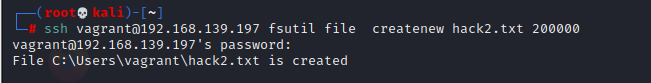 ┌──(root💀kali)-[~]
└─# ssh vagrant@192.168.139.197 fsutil file  createnew hack2.txt 200000
vagrant@192.168.139.197's password:
File C:\Users\vagrant\hack2.txt is created